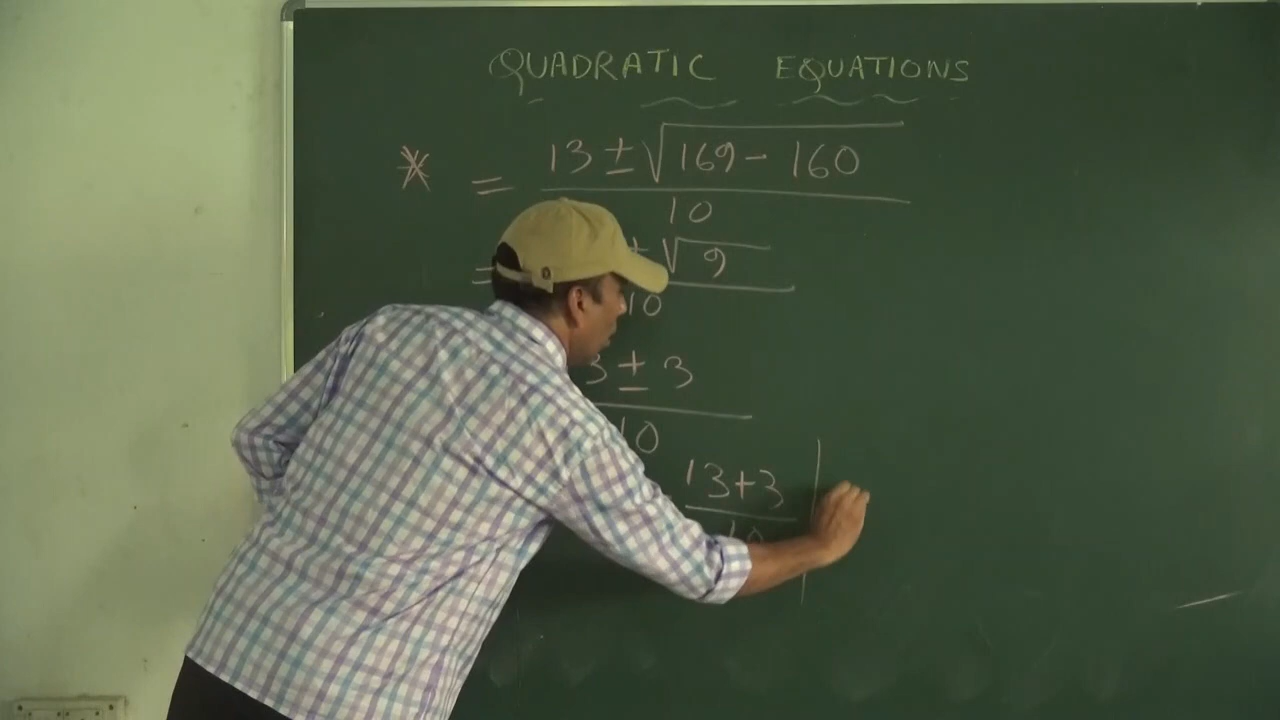 QUADRATIC EQUATIONS
* = 13 ± √169 - 160
10
= ± √9
10
3 ± 3
10
13+3
10